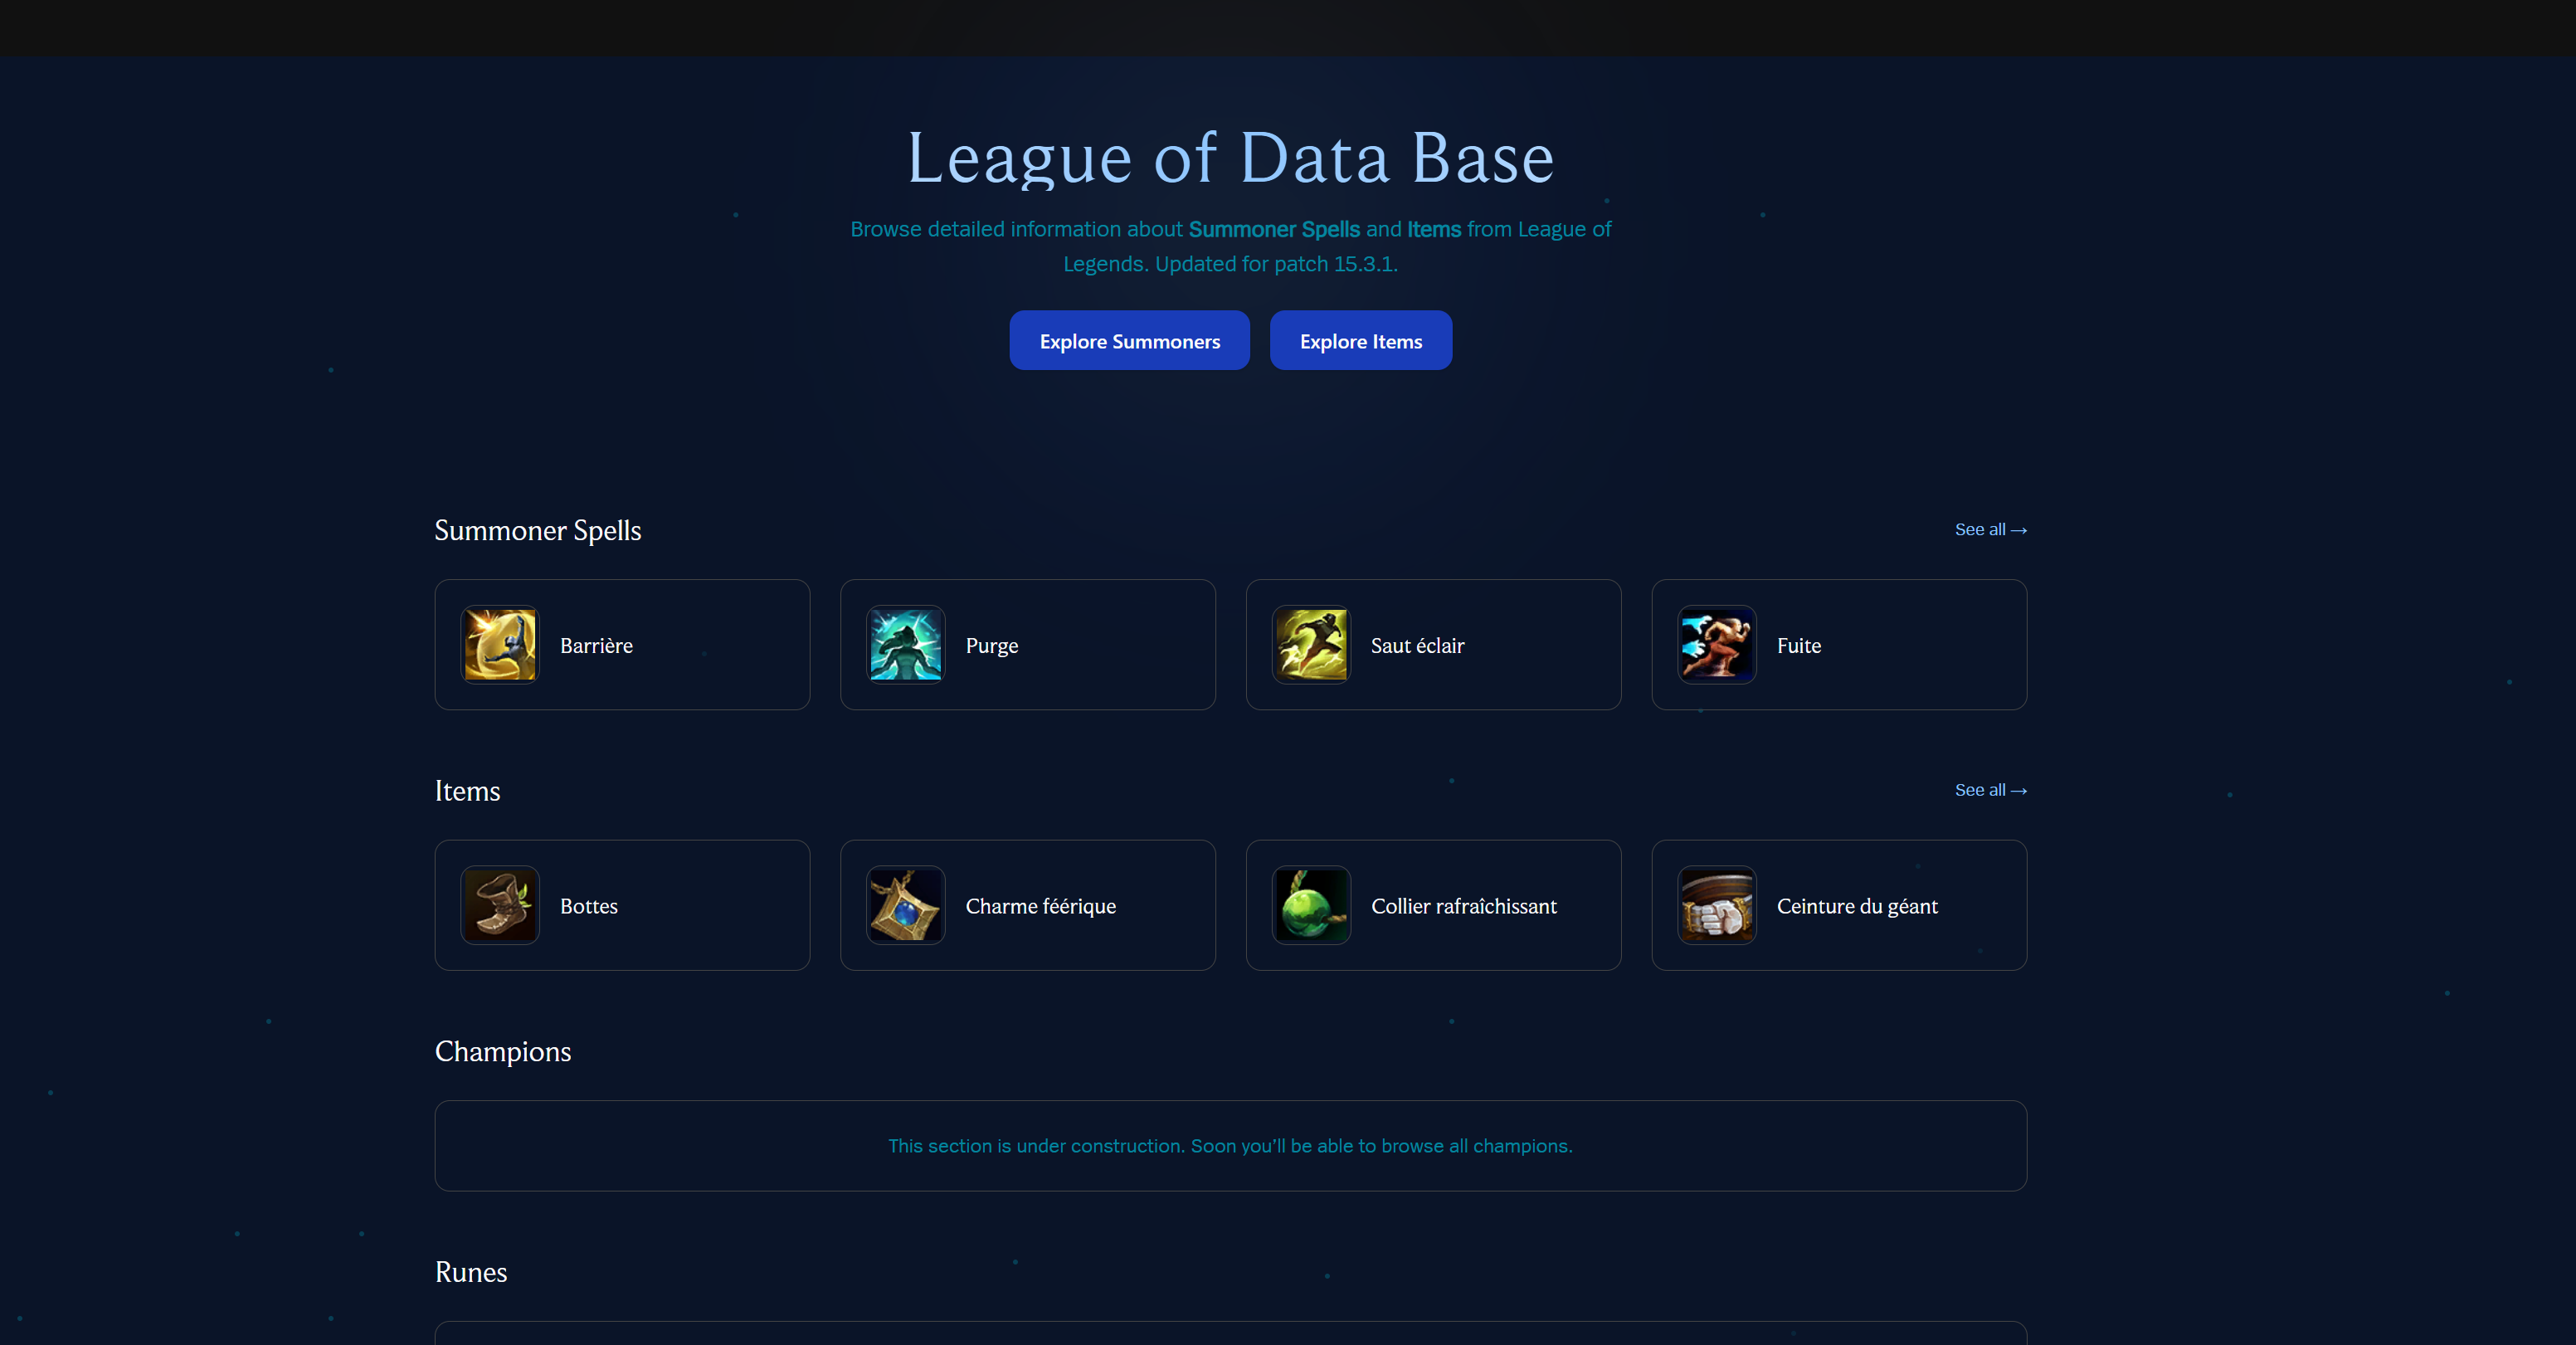 League of Data Base
Browse detailed information about Summoner Spells and Items from League of
Legends. Updated for patch 15.3.1.
Explore Summoners
Explore Items
Summoner Spells
See all →
Barrière
Purge
Saut éclair
Fuite
Items
See all →
Bottes
Charme féérique
Collier rafraîchissant
Ceinture du géant
Champions
This section is under construction. Soon you’ll be able to browse all champions.
Runes